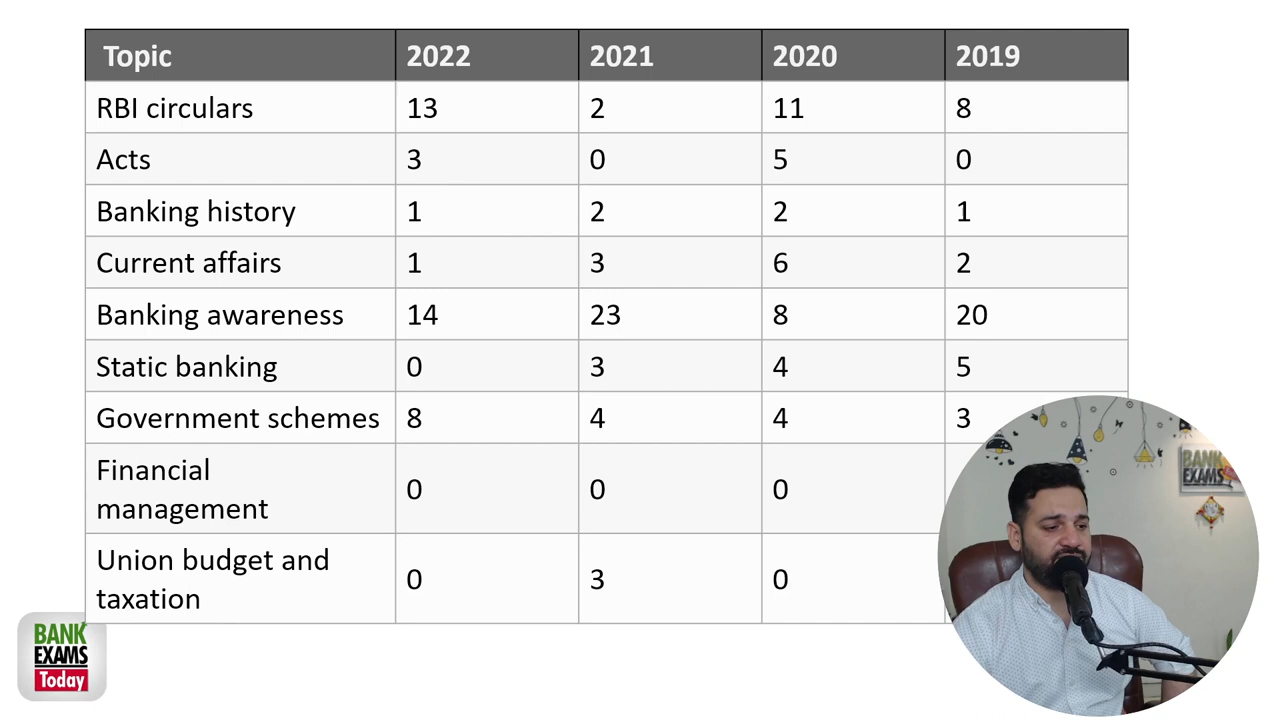 Topic 2022 2021 2020 2019
RBI circulars 13 2 11 8
Acts 3 0 5 0
Banking history 1 2 2 1
Current affairs 1 3 6 2
Banking awareness 14 23 8 20
Static banking 0 3 4 5
Government schemes 8 4 4 3
Financial
management 0 0 0
Union budget and
taxation 0 3 0
BANK
EXAMS
Today
BANK
EXAMS